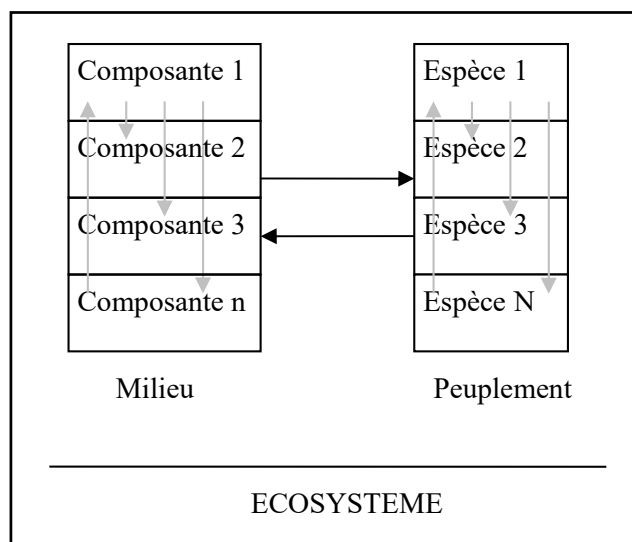 Composante 1
Composante 2
Composante 3
Composante n
Milieu
Espèce 1
Espèce 2
Espèce 3
Espèce N
Peuplement
ECOSYSTEME